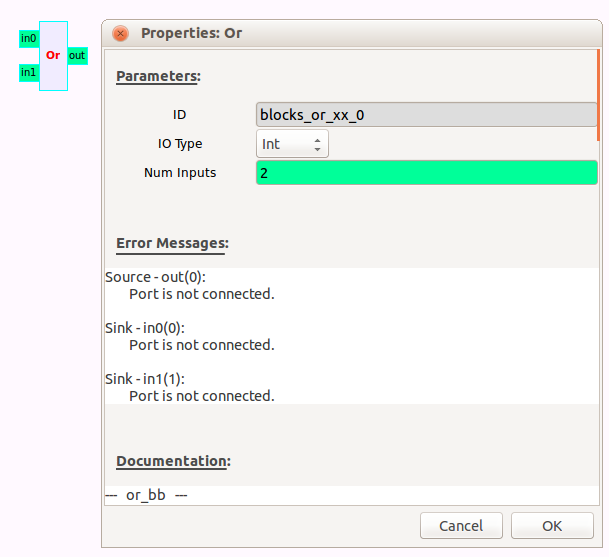 in0
Or
out
in1
Properties: Or
Parameters:
ID
blocks_or_xx_0
IO Type
Int
Num Inputs
2
Error Messages:
Source - out(0):
Port is not connected.
Sink - in0(0):
Port is not connected.
Sink - in1(1):
Port is not connected.
Documentation:
--- or_bb ---
Cancel
OK